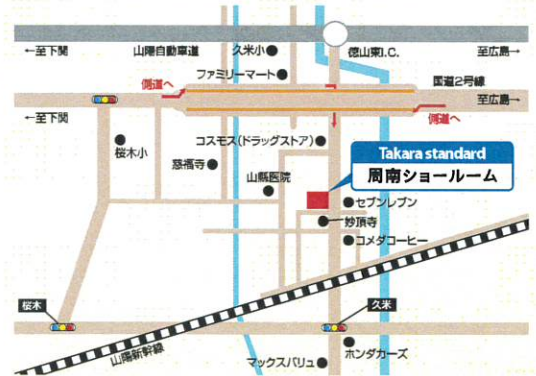 ←至下関
山陽自動車道
久米小
徳山東I.C.
至広島→
ファミリーマート
国道2号線
側道へ
至広島→
←至下関
側道へ
コスモス(ドラッグストア)
桜木小
慈福寺
山縣医院
Takara standard
周南ショールーム
セブンレブン
妙頂寺
コメダコーヒー
桜木
久米
山陽新幹線
ホンダカーズ
マックスバリュ